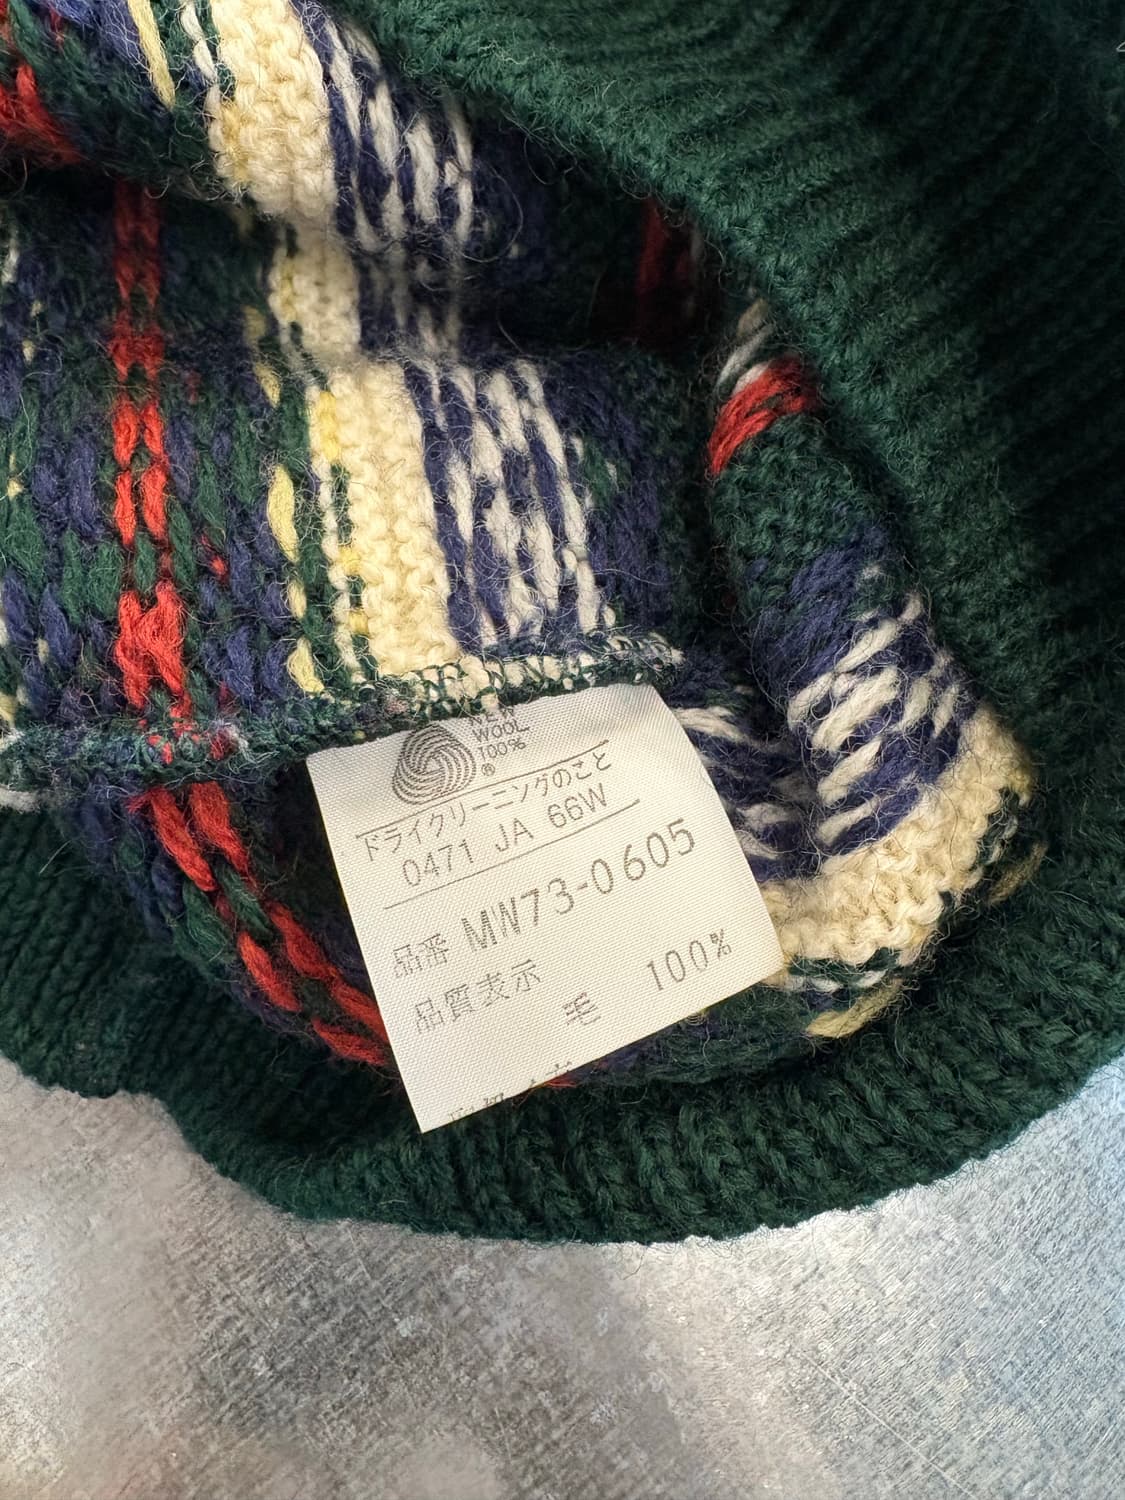 WOOL
100%
®
ドライクリーニングのこと
0471 JA 66W
品番 MW73-0605
品質表示
毛 100%